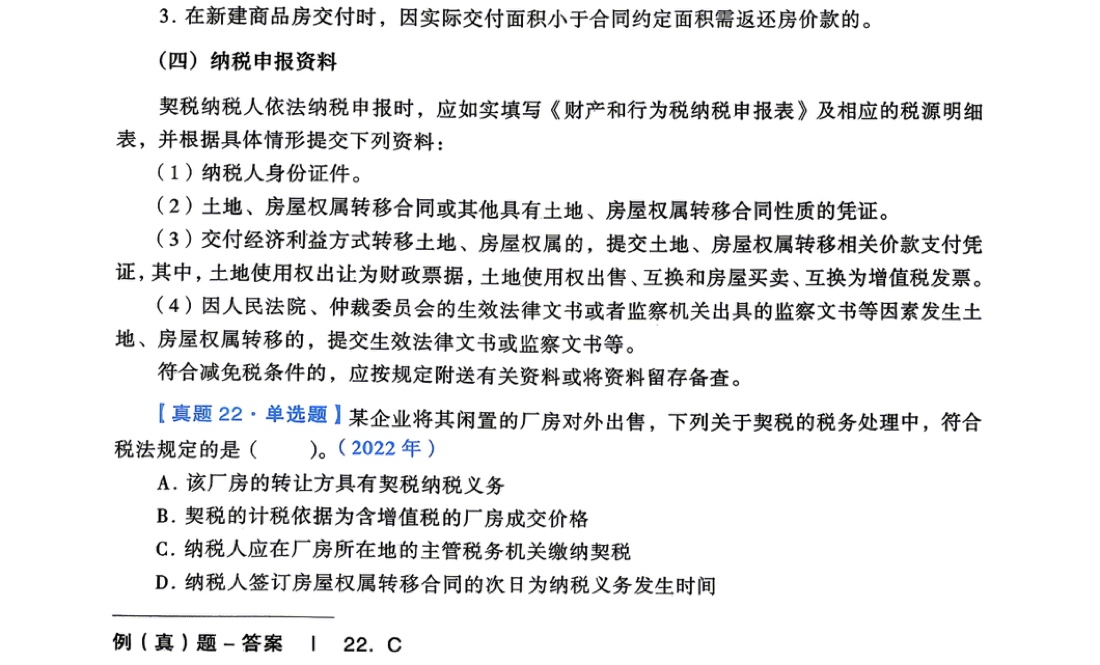 3. 在新建商品房交付时，因实际交付面积小于合同约定面积需返还房价款的。
（四）纳税申报资料
契税纳税人依法纳税申报时，应如实填写《财产和行为税纳税申报表》及相应的税源明细
表，并根据具体情形提交下列资料：
（1）纳税人身份证件。
（2）土地、房屋权属转移合同或其他具有土地、房屋权属转移合同性质的凭证。
（3）交付经济利益方式转移土地、房屋权属的，提交土地、房屋权属转移相关价款支付凭
证，其中，土地使用权出让为财政票据，土地使用权出售、互换和房屋买卖、互换为增值税发票。
（4）因人民法院、仲裁委员会的生效法律文书或者监察机关出具的监察文书等因素发生土
地、房屋权属转移的，提交生效法律文书或监察文书等。
符合减免税条件的，应按规定附送有关资料或将资料留存备查。
【真题 22·单选题】某企业将其闲置的厂房对外出售，下列关于契税的税务处理中，符合
税法规定的是（　　）。（2022 年）
A. 该厂房的转让方具有契税纳税义务
B. 契税的计税依据为含增值税的厂房成交价格
C. 纳税人应在厂房所在地的主管税务机关缴纳契税
D. 纳税人签订房屋权属转移合同的次日为纳税义务发生时间
例（真）题–答案 | 22. C